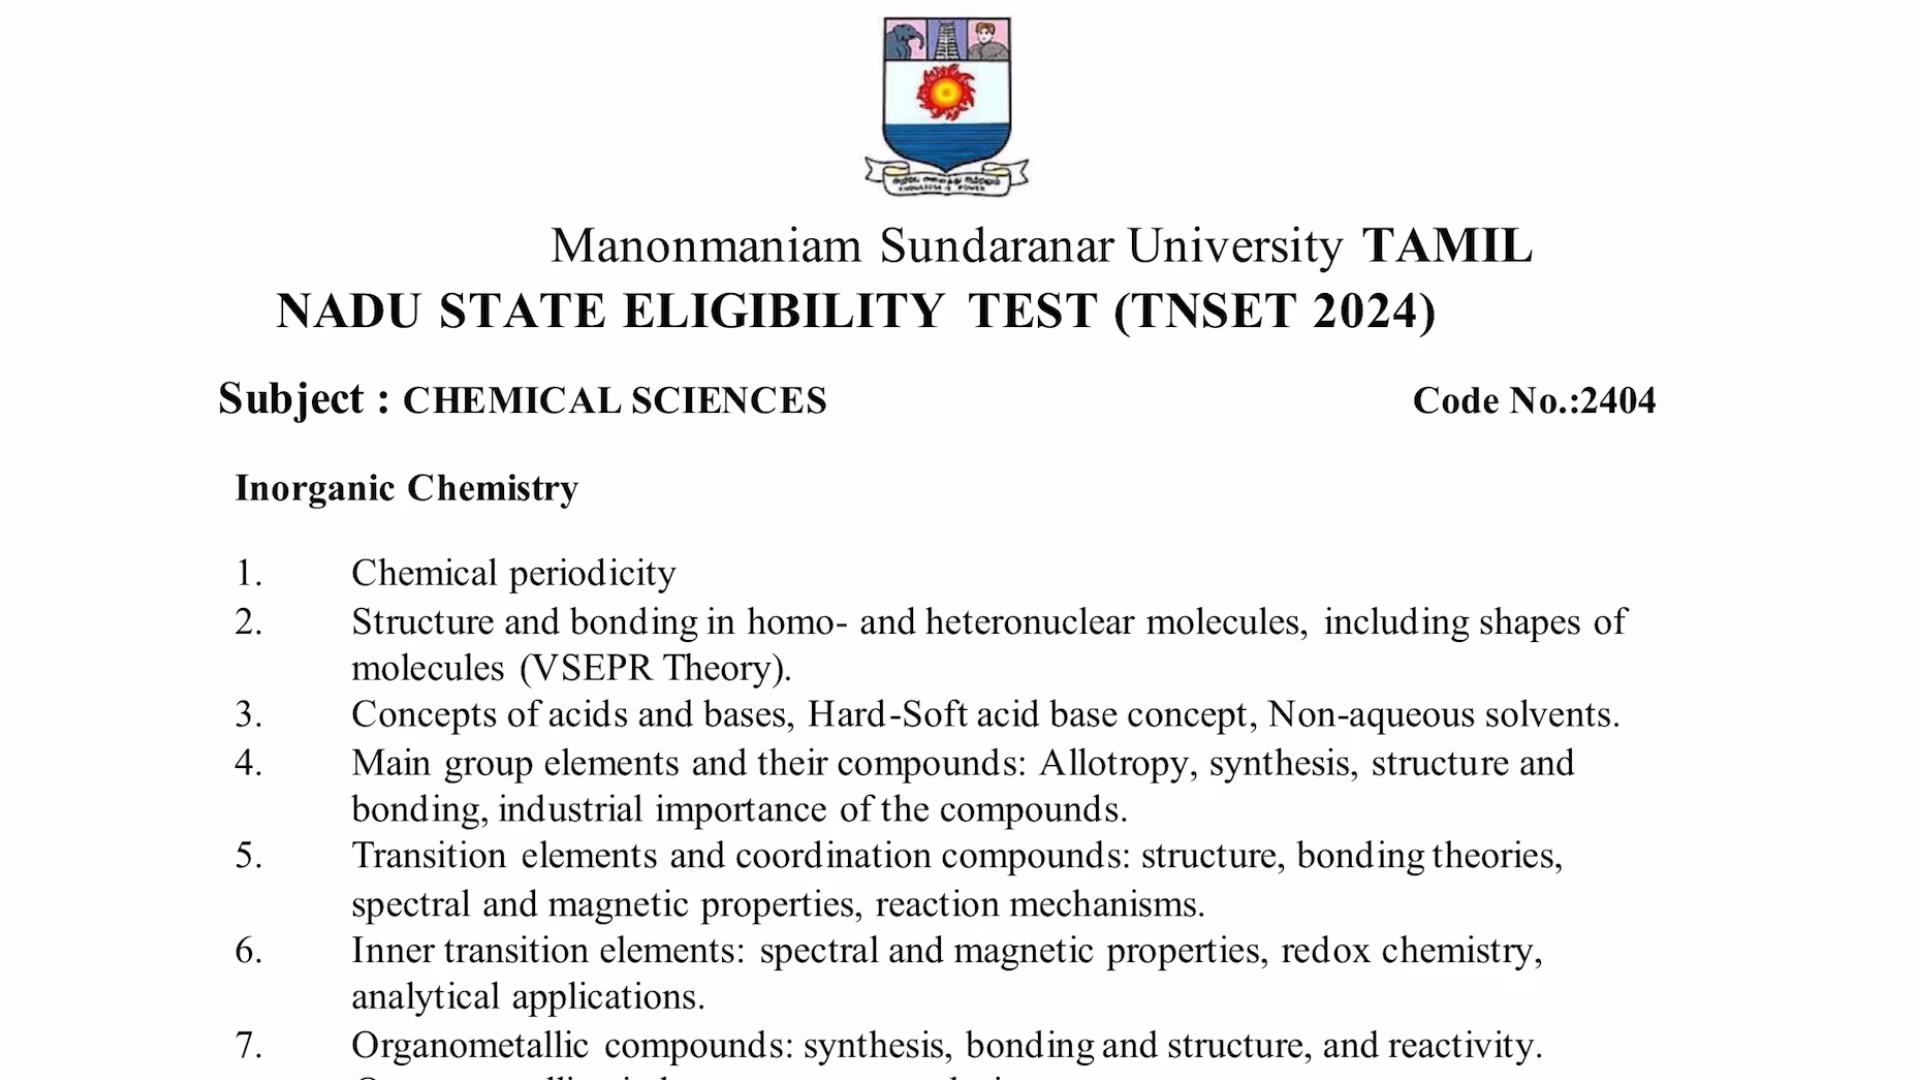 Manonmaniam Sundaranar University TAMIL
NADU STATE ELIGIBILITY TEST (TNSET 2024)
Subject : CHEMICAL SCIENCES Code No.:2404
Inorganic Chemistry
1. Chemical periodicity
2. Structure and bonding in homo- and heteronuclear molecules, including shapes of
molecules (VSEPR Theory).
3. Concepts of acids and bases, Hard-Soft acid base concept, Non-aqueous solvents.
4. Main group elements and their compounds: Allotropy, synthesis, structure and
bonding, industrial importance of the compounds.
5. Transition elements and coordination compounds: structure, bonding theories,
spectral and magnetic properties, reaction mechanisms.
6. Inner transition elements: spectral and magnetic properties, redox chemistry,
analytical applications.
7. Organometallic compounds: synthesis, bonding and structure, and reactivity.